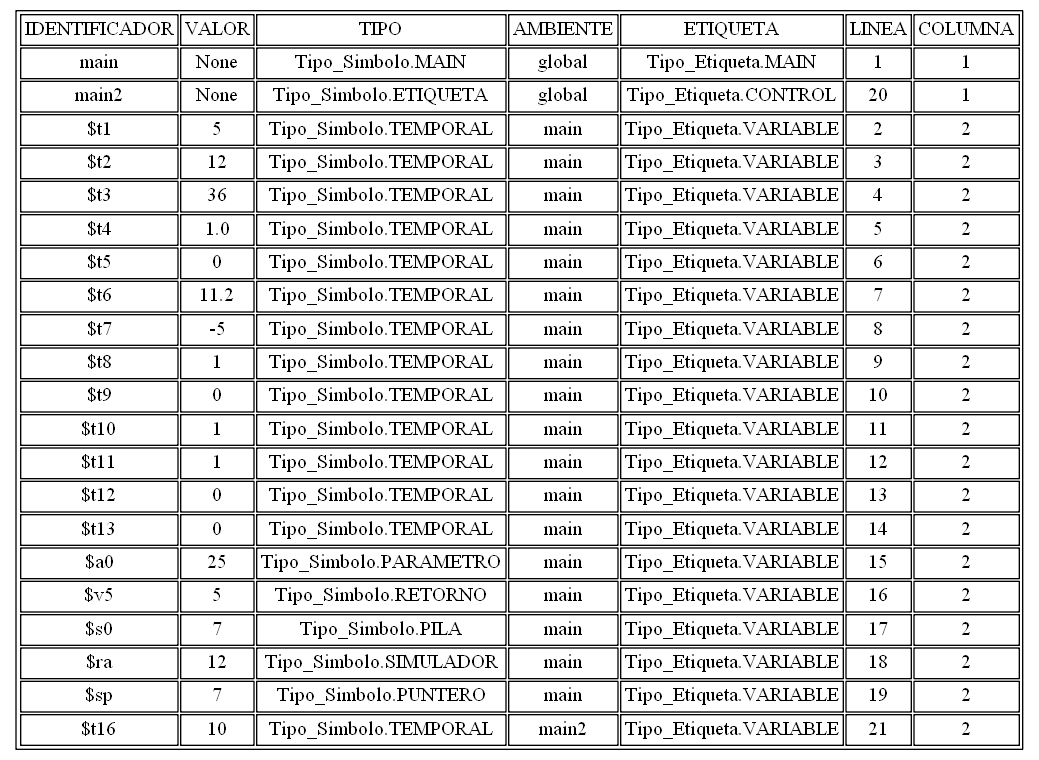 IDENTIFICADOR VALOR TIPO AMBIENTE ETIQUETA LINEA COLUMNA
main None Tipo_Simbolo.MAIN global Tipo_Etiqueta.MAIN 1 1
main2 None Tipo_Simbolo.ETIQUETA global Tipo_Etiqueta.CONTROL 20 1
$t1 5 Tipo_Simbolo.TEMPORAL main Tipo_Etiqueta.VARIABLE 2 2
$t2 12 Tipo_Simbolo.TEMPORAL main Tipo_Etiqueta.VARIABLE 3 2
$t3 36 Tipo_Simbolo.TEMPORAL main Tipo_Etiqueta.VARIABLE 4 2
$t4 1.0 Tipo_Simbolo.TEMPORAL main Tipo_Etiqueta.VARIABLE 5 2
$t5 0 Tipo_Simbolo.TEMPORAL main Tipo_Etiqueta.VARIABLE 6 2
$t6 11.2 Tipo_Simbolo.TEMPORAL main Tipo_Etiqueta.VARIABLE 7 2
$t7 -5 Tipo_Simbolo.TEMPORAL main Tipo_Etiqueta.VARIABLE 8 2
$t8 1 Tipo_Simbolo.TEMPORAL main Tipo_Etiqueta.VARIABLE 9 2
$t9 0 Tipo_Simbolo.TEMPORAL main Tipo_Etiqueta.VARIABLE 10 2
$t10 1 Tipo_Simbolo.TEMPORAL main Tipo_Etiqueta.VARIABLE 11 2
$t11 1 Tipo_Simbolo.TEMPORAL main Tipo_Etiqueta.VARIABLE 12 2
$t12 0 Tipo_Simbolo.TEMPORAL main Tipo_Etiqueta.VARIABLE 13 2
$t13 0 Tipo_Simbolo.TEMPORAL main Tipo_Etiqueta.VARIABLE 14 2
$a0 25 Tipo_Simbolo.PARAMETRO main Tipo_Etiqueta.VARIABLE 15 2
$v5 5 Tipo_Simbolo.RETORNO main Tipo_Etiqueta.VARIABLE 16 2
$s0 7 Tipo_Simbolo.PILA main Tipo_Etiqueta.VARIABLE 17 2
$ra 12 Tipo_Simbolo.SIMULADOR main Tipo_Etiqueta.VARIABLE 18 2
$sp 7 Tipo_Simbolo.PUNTERO main Tipo_Etiqueta.VARIABLE 19 2
$t16 10 Tipo_Simbolo.TEMPORAL main2 Tipo_Etiqueta.VARIABLE 21 2